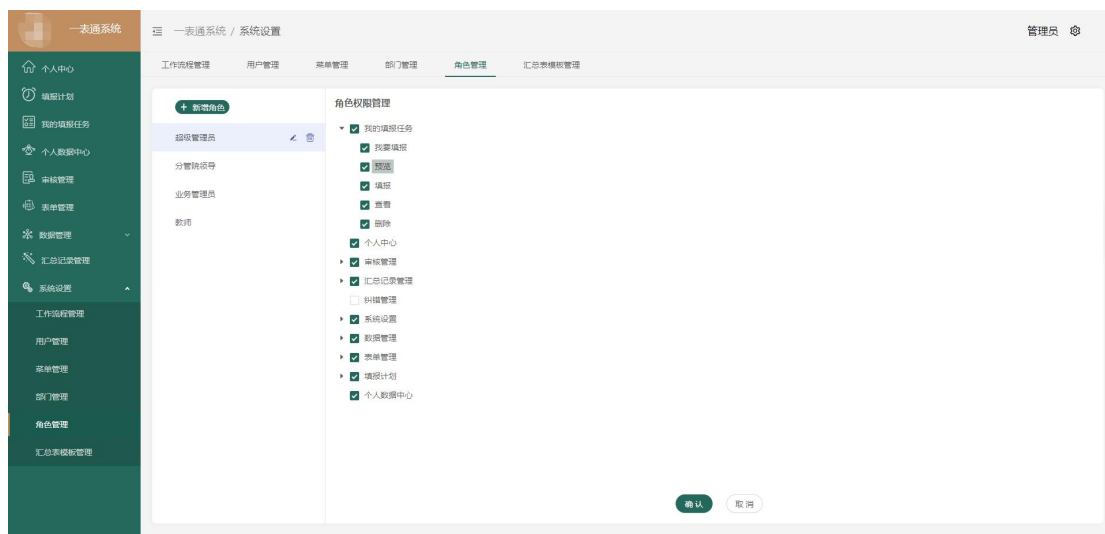 一表通系统
一表通系统 / 系统设置
管理员
个人中心
填报计划
我的填报任务
个人数据中心
审核管理
表单管理
数据管理
汇总记录管理
系统设置
工作流程管理
用户管理
菜单管理
部门管理
角色管理
汇总表模板管理
工作流程管理 用户管理 菜单管理 部门管理 角色管理 汇总表模板管理
+ 新增角色
超级管理员
分管院领导
业务管理员
教师
角色权限管理
我的填报任务
我要填报
预览
填报
查看
删除
个人中心
审核管理
汇总记录管理
纠错管理
系统设置
数据管理
表单管理
填报计划
个人数据中心
确认 取消